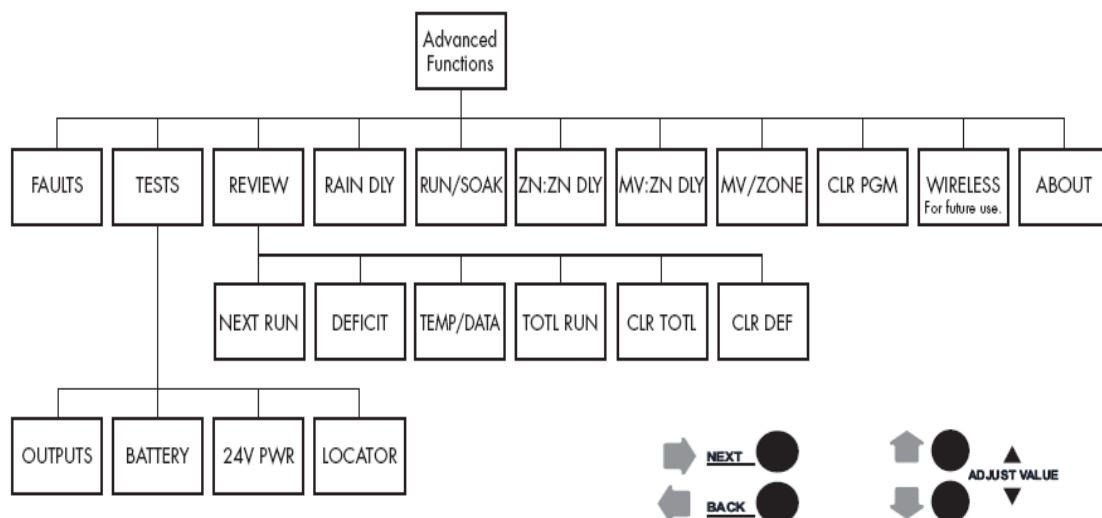 Advanced
Functions
FAULTS
TESTS
REVIEW
RAIN DLY
RUN/SOAK
ZN:ZN DLY
MV:ZN DLY
MV/ZONE
CLR PGM
WIRELESS
For future use.
ABOUT
NEXT RUN
DEFICIT
TEMP/DATA
TOTL RUN
CLR TOTL
CLR DEF
OUTPUTS
BATTERY
24V PWR
LOCATOR
NEXT
BACK
ADJUST VALUE